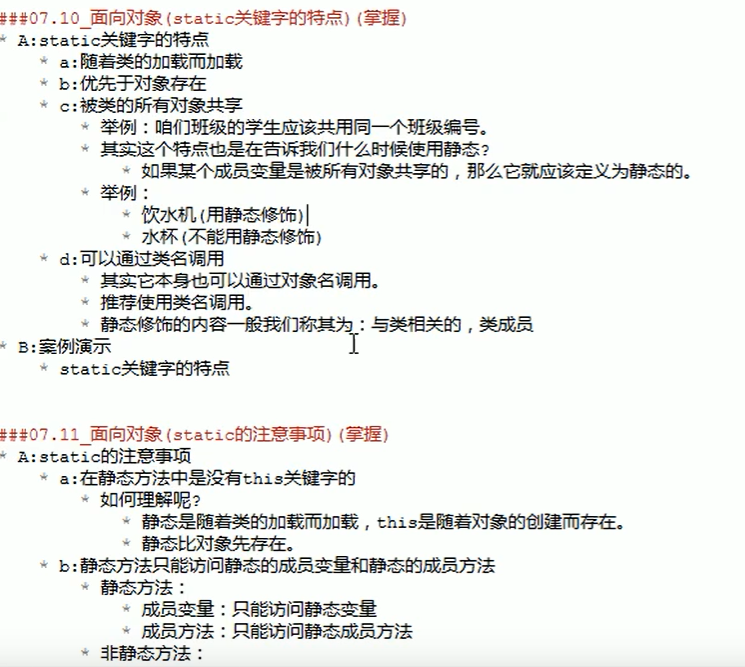 ###07.10_面向对象(static关键字的特点)(掌握)
* A:static关键字的特点
* a:随着类的加载而加载
* b:优先于对象存在
* c:被类的所有对象共享
* 举例：咱们班级的学生应该共用同一个班级编号。
* 其实这个特点也是在告诉我们什么时候使用静态?
* 如果某个成员变量是被所有对象共享的，那么它就应该定义为静态的。
* 举例：
* 饮水机(用静态修饰)
* 水杯(不能用静态修饰)
* d:可以通过类名调用
* 其实它本身也可以通过对象名调用。
* 推荐使用类名调用。
* 静态修饰的内容一般我们称其为：与类相关的，类成员
* B:案例演示
* static关键字的特点
###07.11_面向对象(static的注意事项)(掌握)
* A:static的注意事项
* a:在静态方法中是没有this关键字的
* 如何理解呢?
* 静态是随着类的加载而加载，this是随着对象的创建而存在。
* 静态比对象先存在。
* b:静态方法只能访问静态的成员变量和静态的成员方法
* 静态方法：
* 成员变量：只能访问静态变量
* 成员方法：只能访问静态成员方法
* 非静态方法：